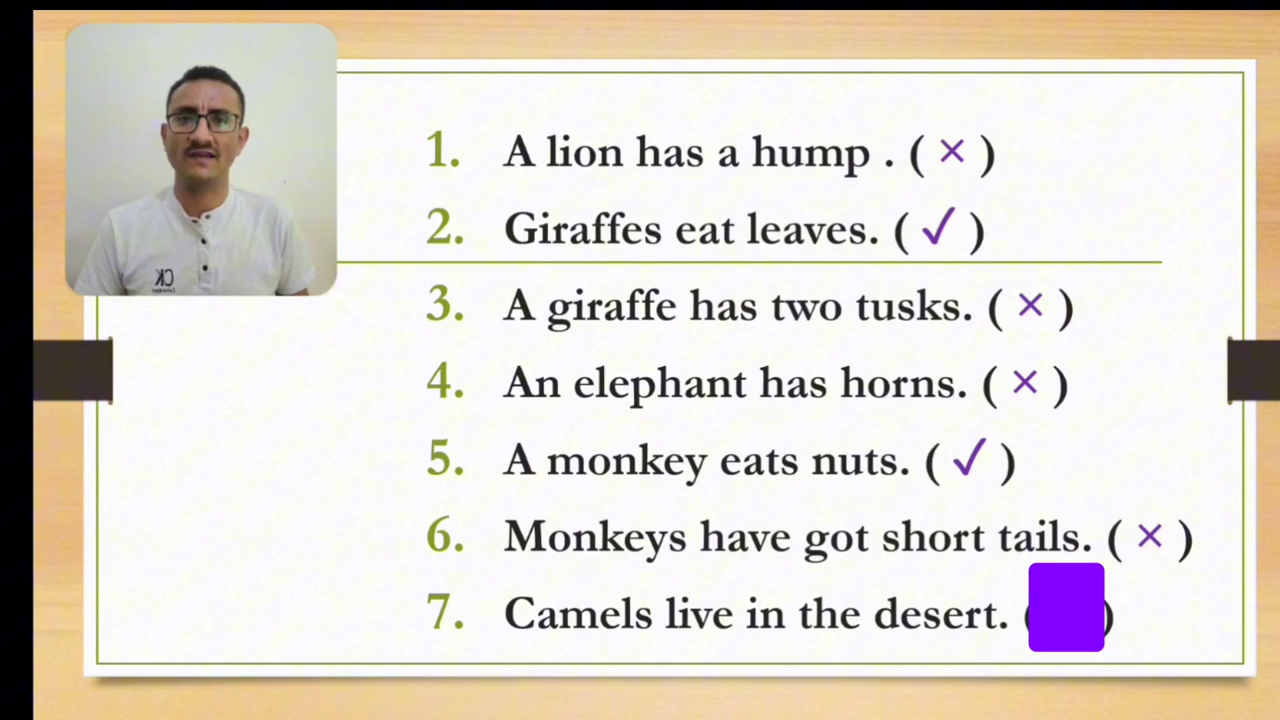 1. A lion has a hump . ( × )
2. Giraffes eat leaves. ( ✓ )
3. A giraffe has two tusks. ( × )
4. An elephant has horns. ( × )
5. A monkey eats nuts. ( ✓ )
6. Monkeys have got short tails. ( × )
7. Camels live in the desert. ( )
CK